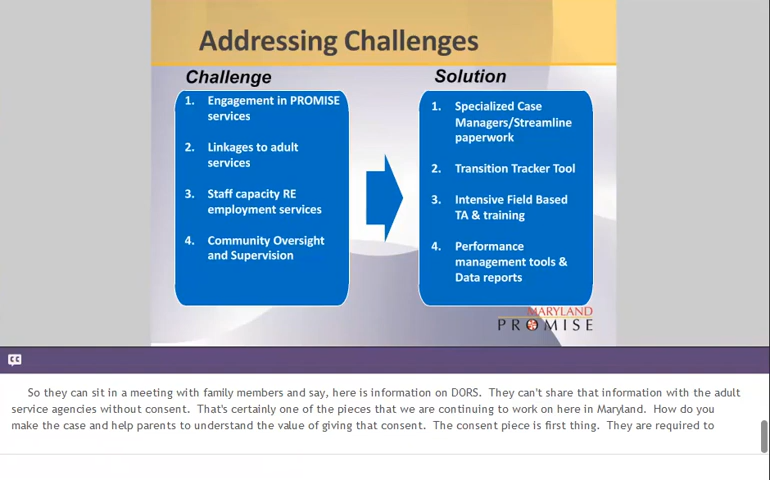 Addressing Challenges
Challenge
Solution
1. Engagement in PROMISE
services
2. Linkages to adult
services
3. Staff capacity RE
employment services
4. Community Oversight
and Supervision
1. Specialized Case
Managers/Streamline
paperwork
2. Transition Tracker Tool
3. Intensive Field Based
TA & training
4. Performance
management tools &
Data reports
MARYLAND
PROMISE
CC
So they can sit in a meeting with family members and say, here is information on DORS. They can't share that information with the adult
service agencies without consent. That's certainly one of the pieces that we are continuing to work on here in Maryland. How do you
make the case and help parents to understand the value of giving that consent. The consent piece is first thing. They are required to